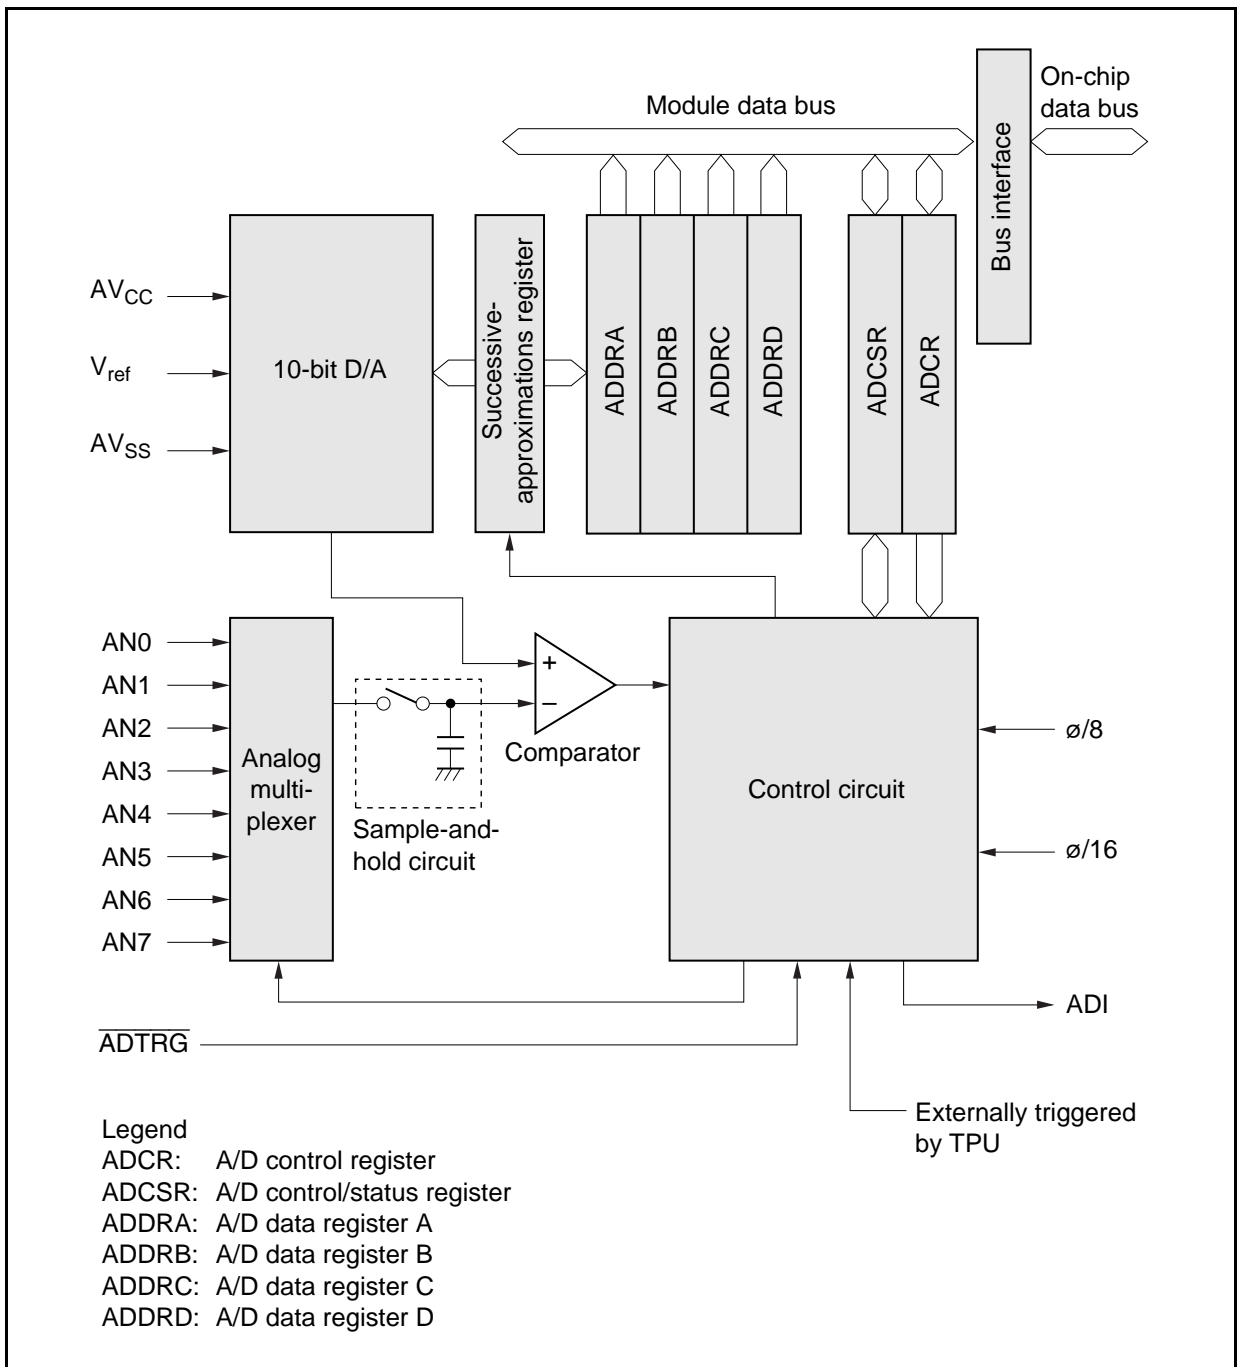 Module data bus
On-chip
data bus
Bus interface
AVCC
Vref
AVSS
10-bit D/A
Successive-
approximations register
ADDRA
ADDRB
ADDRC
ADDRD
ADCSR
ADCR
AN0
AN1
AN2
AN3
AN4
AN5
AN6
AN7
Analog
multi-
plexer
+
−
Comparator
Sample-and-
hold circuit
Control circuit
ø/8
ø/16
ADI
ADTRG
Externally triggered
by TPU
Legend
ADCR: A/D control register
ADCSR: A/D control/status register
ADDRA: A/D data register A
ADDRB: A/D data register B
ADDRC: A/D data register C
ADDRD: A/D data register D